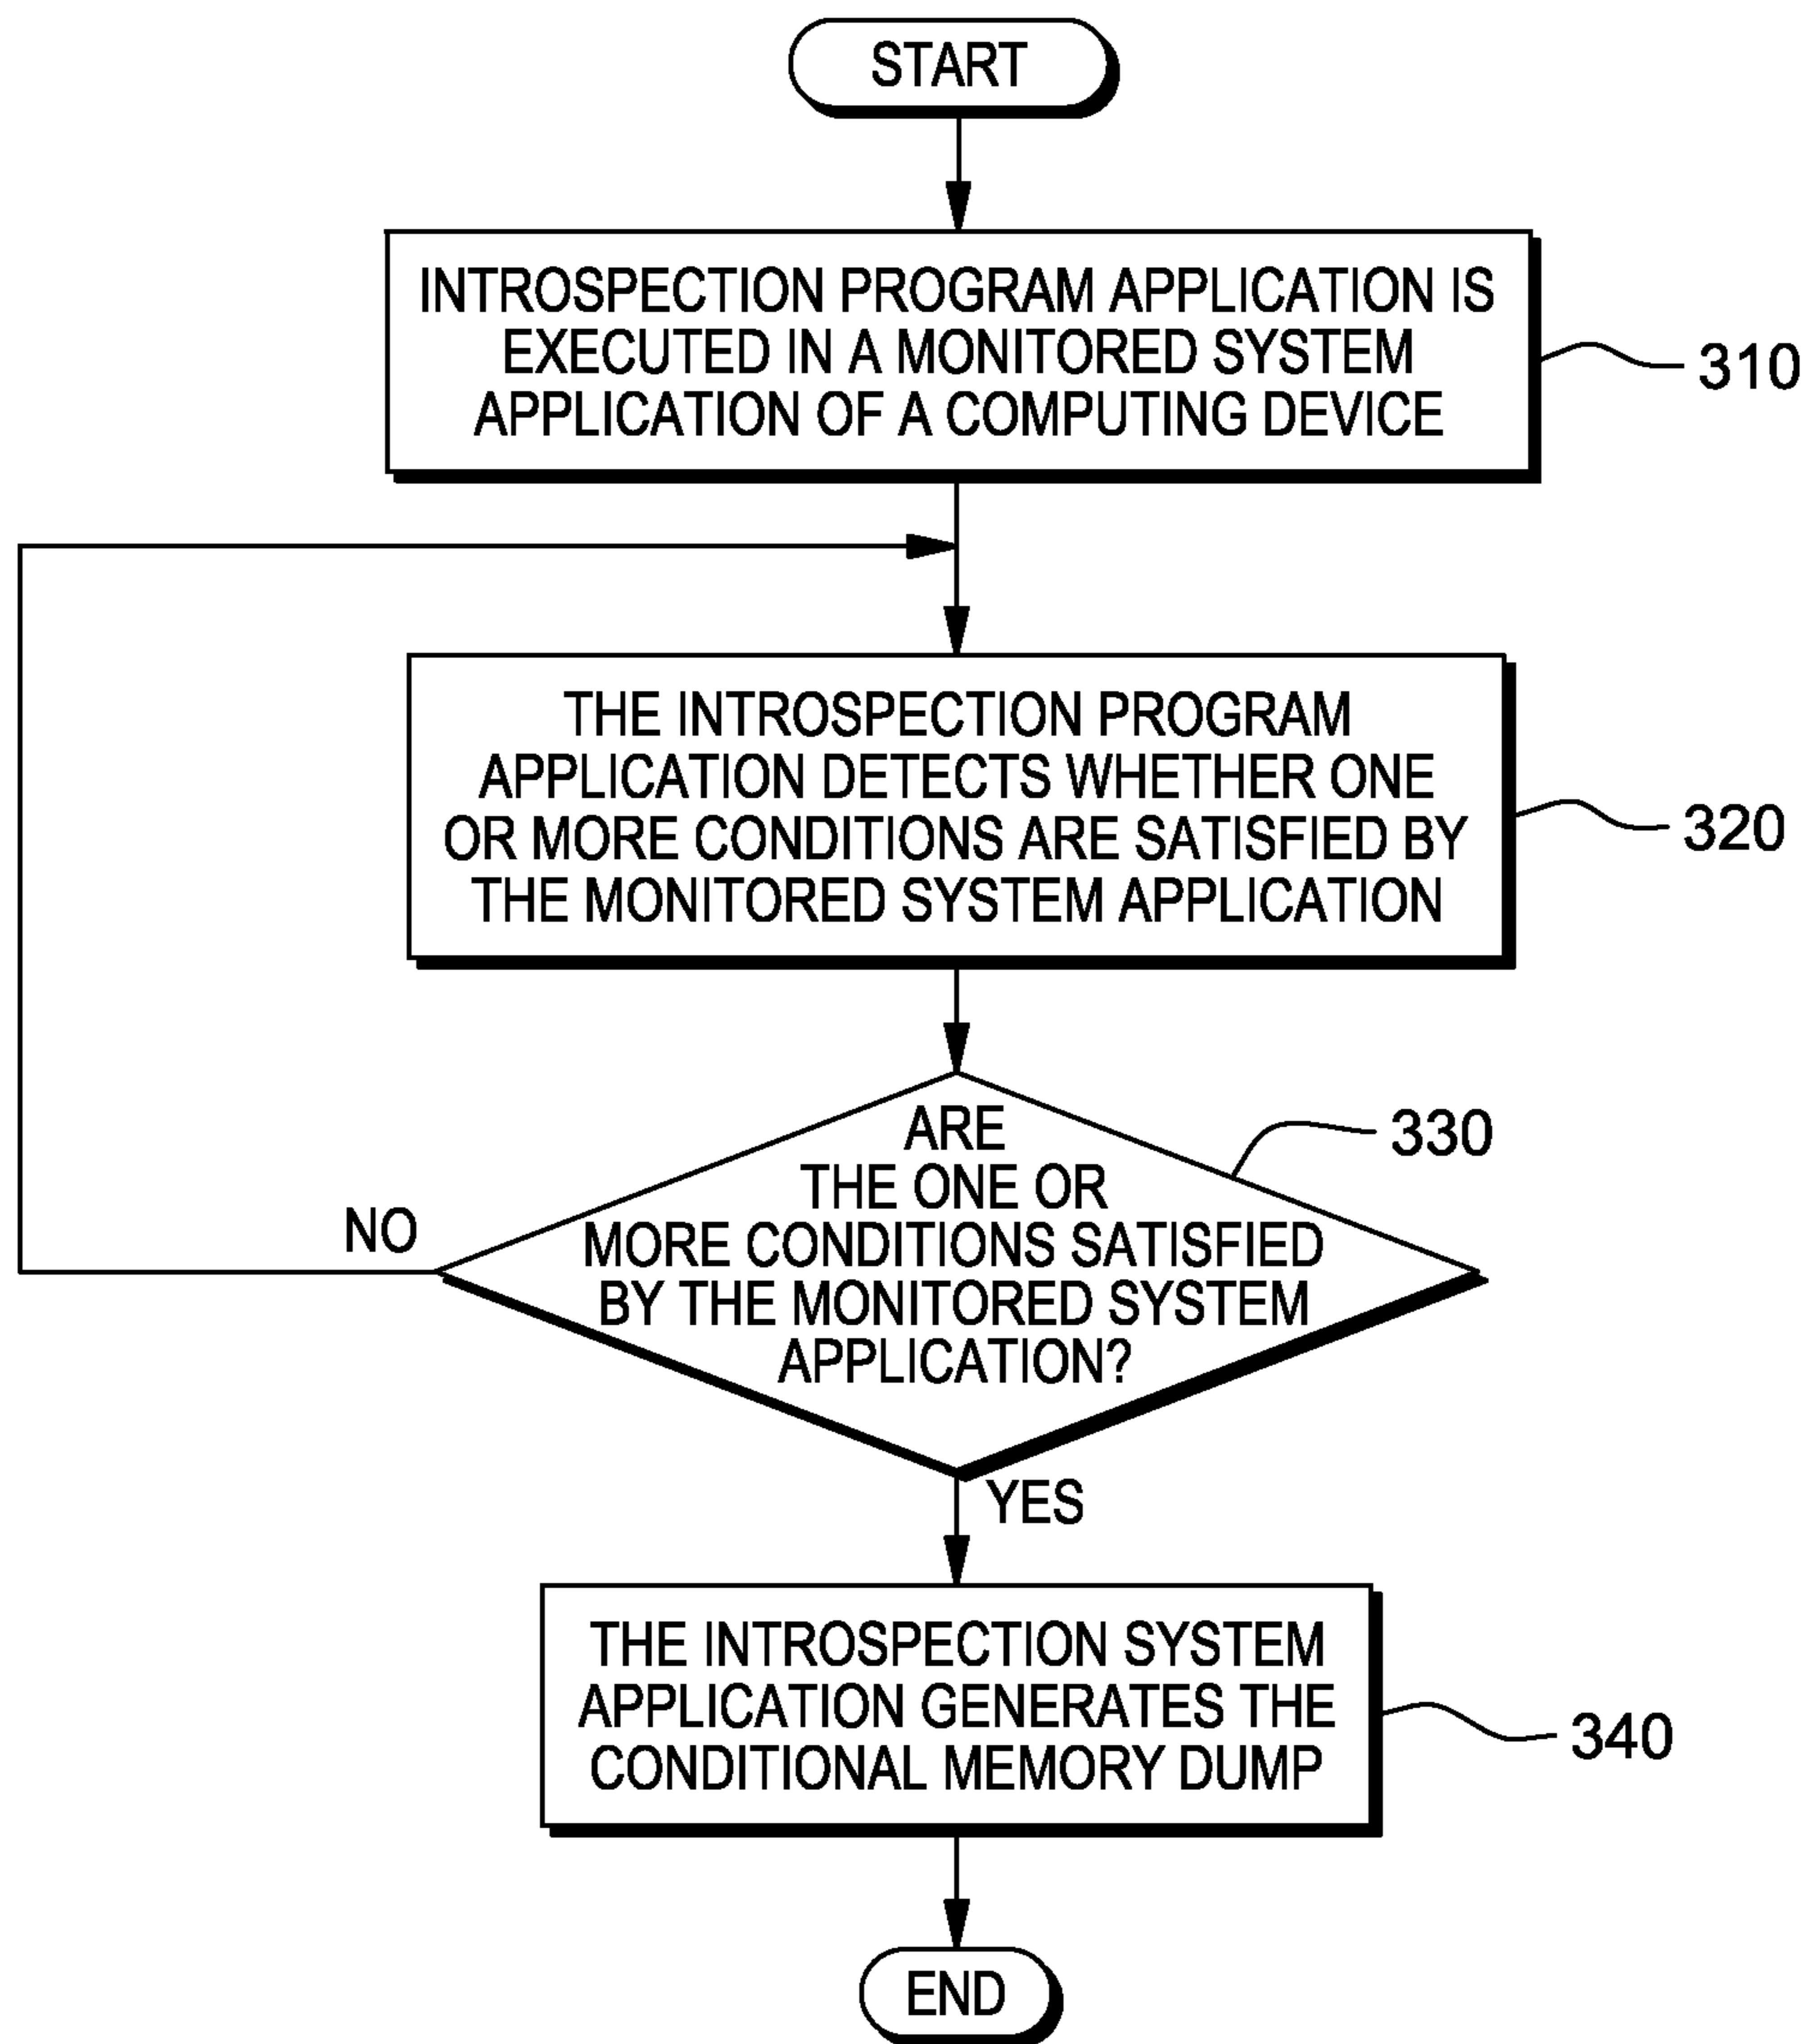 START
INTROSPECTION PROGRAM APPLICATION IS
EXECUTED IN A MONITORED SYSTEM
APPLICATION OF A COMPUTING DEVICE
310
THE INTROSPECTION PROGRAM
APPLICATION DETECTS WHETHER ONE
OR MORE CONDITIONS ARE SATISFIED BY
THE MONITORED SYSTEM APPLICATION
320
ARE
THE ONE OR
MORE CONDITIONS SATISFIED
BY THE MONITORED SYSTEM
APPLICATION?
330
NO
YES
THE INTROSPECTION SYSTEM
APPLICATION GENERATES THE
CONDITIONAL MEMORY DUMP
340
END